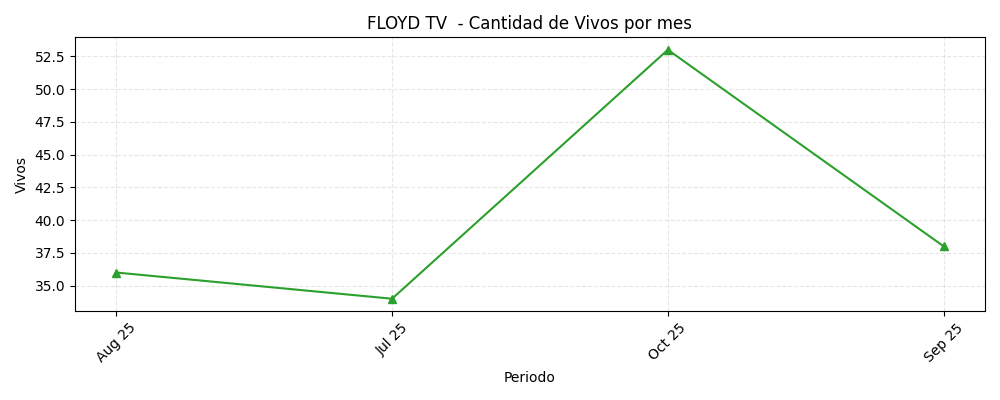 FLOYD TV  - Cantidad de Vivos por mes
Vivos
52.5
50.0
47.5
45.0
42.5
40.0
37.5
35.0
Aug 25
Jul 25
Oct 25
Sep 25
Periodo